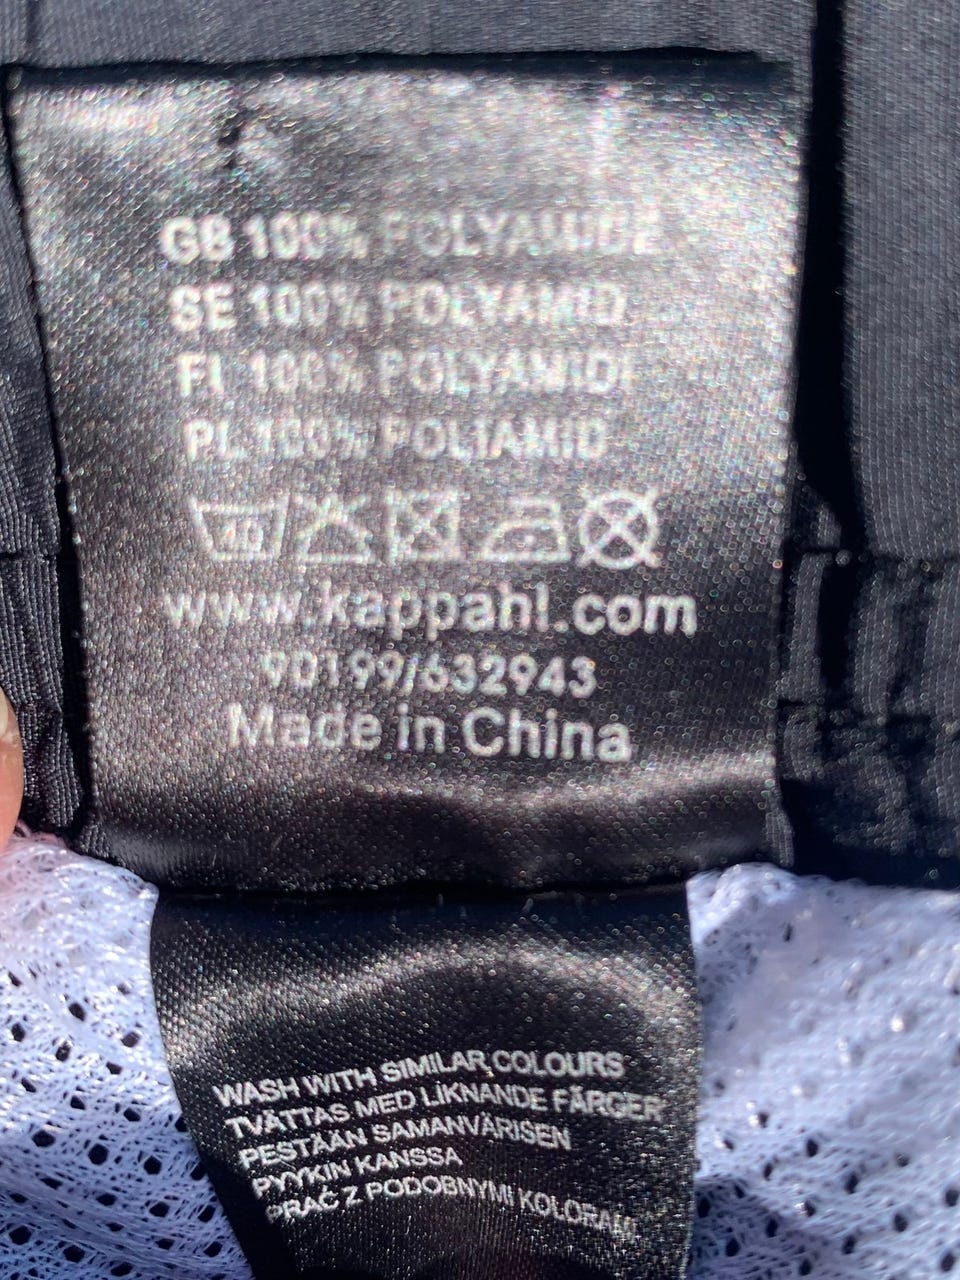 GB 100% POLYAMIDE
SE 100% POLYAMID
FI 100% POLYAMIDI
PL 100% POLIAMID
40
www.kappahl.com
90199/632943
Made in China
WASH WITH SIMILAR COLOURS
TVÄTTAS MED LIKNANDE FÄRGER
PESTÄÄN SAMANVÄRISEN
PYYKIN KANSSA
PRAĆ Z PODOBNYMI KOLORAMI